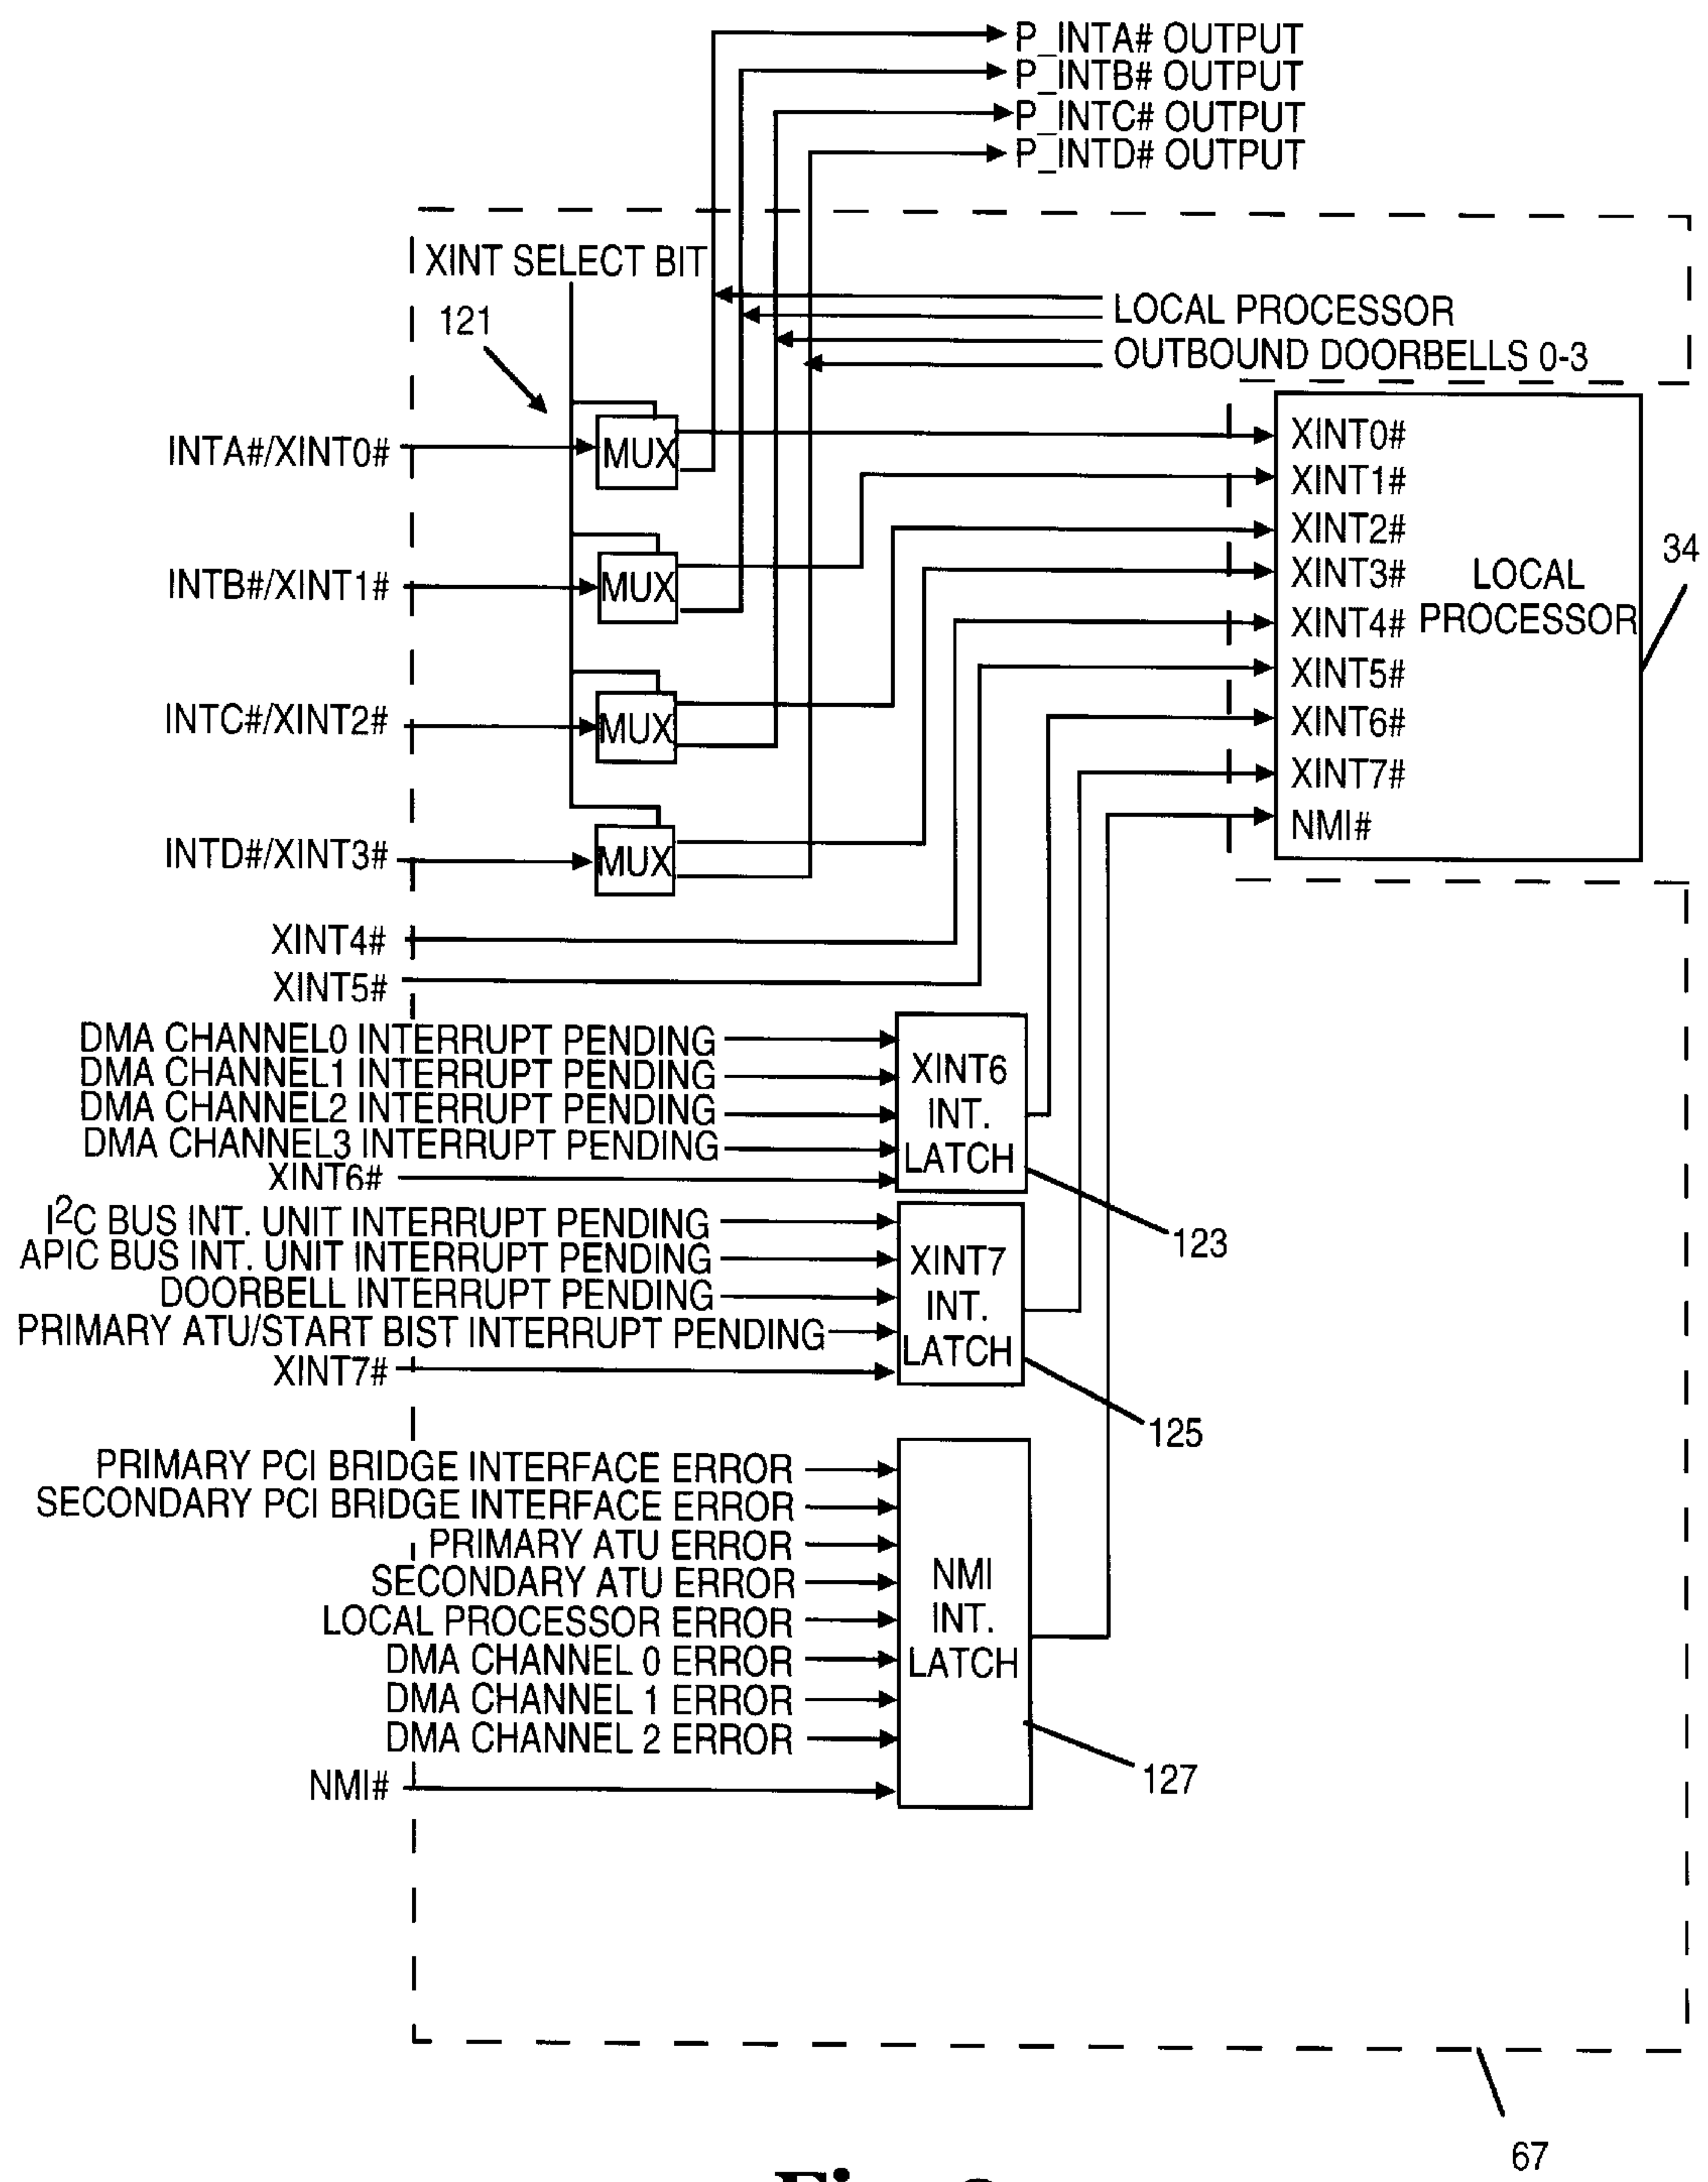 P_INTA# OUTPUT
P_INTB# OUTPUT
P_INTC# OUTPUT
P_INTD# OUTPUT
XINT SELECT BIT
121
LOCAL PROCESSOR
OUTBOUND DOORBELLS 0-3
INTA#/XINT0#
MUX
INTB#/XINT1#
MUX
INTC#/XINT2#
MUX
INTD#/XINT3#
MUX
XINT0#
XINT1#
XINT2#
XINT3#
XINT4#
XINT5#
XINT6#
XINT7#
NMI#
LOCAL
PROCESSOR
34
XINT4#
XINT5#
DMA CHANNEL0 INTERRUPT PENDING
DMA CHANNEL1 INTERRUPT PENDING
DMA CHANNEL2 INTERRUPT PENDING
DMA CHANNEL3 INTERRUPT PENDING
XINT6#
XINT6
INT.
LATCH
123
I²C BUS INT. UNIT INTERRUPT PENDING
APIC BUS INT. UNIT INTERRUPT PENDING
DOORBELL INTERRUPT PENDING
PRIMARY ATU/START BIST INTERRUPT PENDING
XINT7#
XINT7
INT.
LATCH
125
PRIMARY PCI BRIDGE INTERFACE ERROR
SECONDARY PCI BRIDGE INTERFACE ERROR
PRIMARY ATU ERROR
SECONDARY ATU ERROR
LOCAL PROCESSOR ERROR
DMA CHANNEL 0 ERROR
DMA CHANNEL 1 ERROR
DMA CHANNEL 2 ERROR
NMI#
NMI
INT.
LATCH
127
67